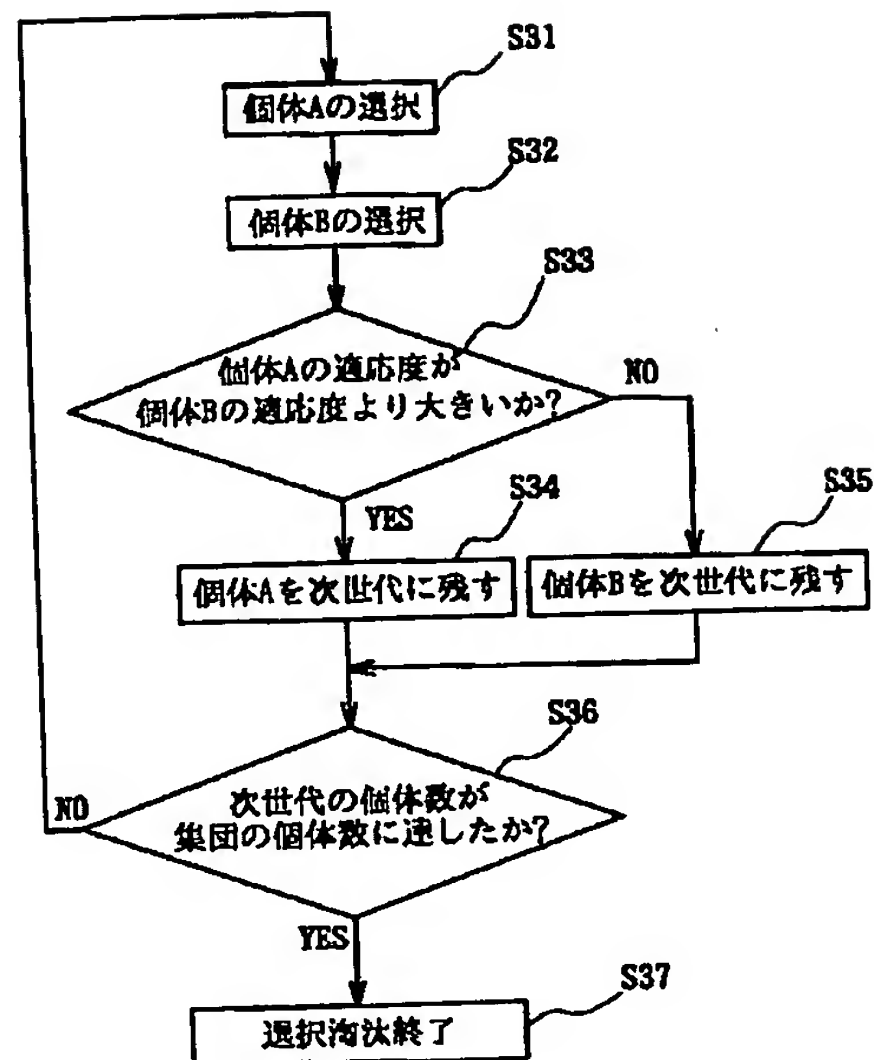 S31
個体Aの選択
S32
個体Bの選択
S33
個体Aの適応度が
個体Bの適応度より大きいか?
NO
YES
S34
個体Aを次世代に残す
S35
個体Bを次世代に残す
S36
次世代の個体数が
集団の個体数に達したか?
NO
YES
S37
選択淘汰終了